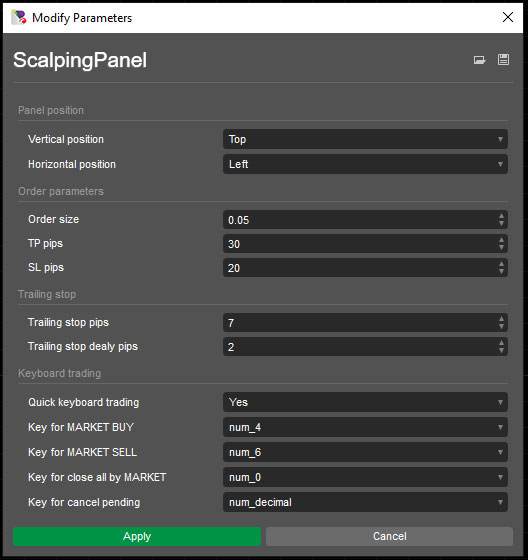 Modify Parameters
ScalpingPanel
Panel position
Vertical position Top
Horizontal position Left
Order parameters
Order size 0.05
TP pips 30
SL pips 20
Trailing stop
Trailing stop pips 7
Trailing stop dealy pips 2
Keyboard trading
Quick keyboard trading Yes
Key for MARKET BUY num_4
Key for MARKET SELL num_6
Key for close all by MARKET num_0
Key for cancel pending num_decimal
Apply Cancel